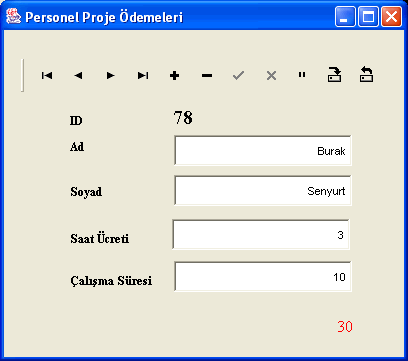 Personel Proje Ödemeleri
ID 78
Ad Burak
Soyad Senyurt
Saat Ücreti 3
Çalışma Süresi 10
30